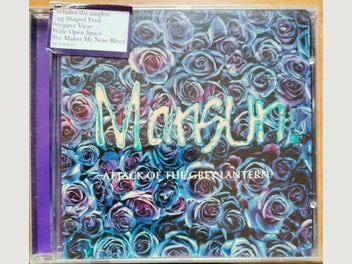 includes the singles
Egg Shaped Fred
Stripper Vicar
Wide Open Space
She Makes My Nose Bleed
Mansun.
ATTACK OF THE GREY LANTERN